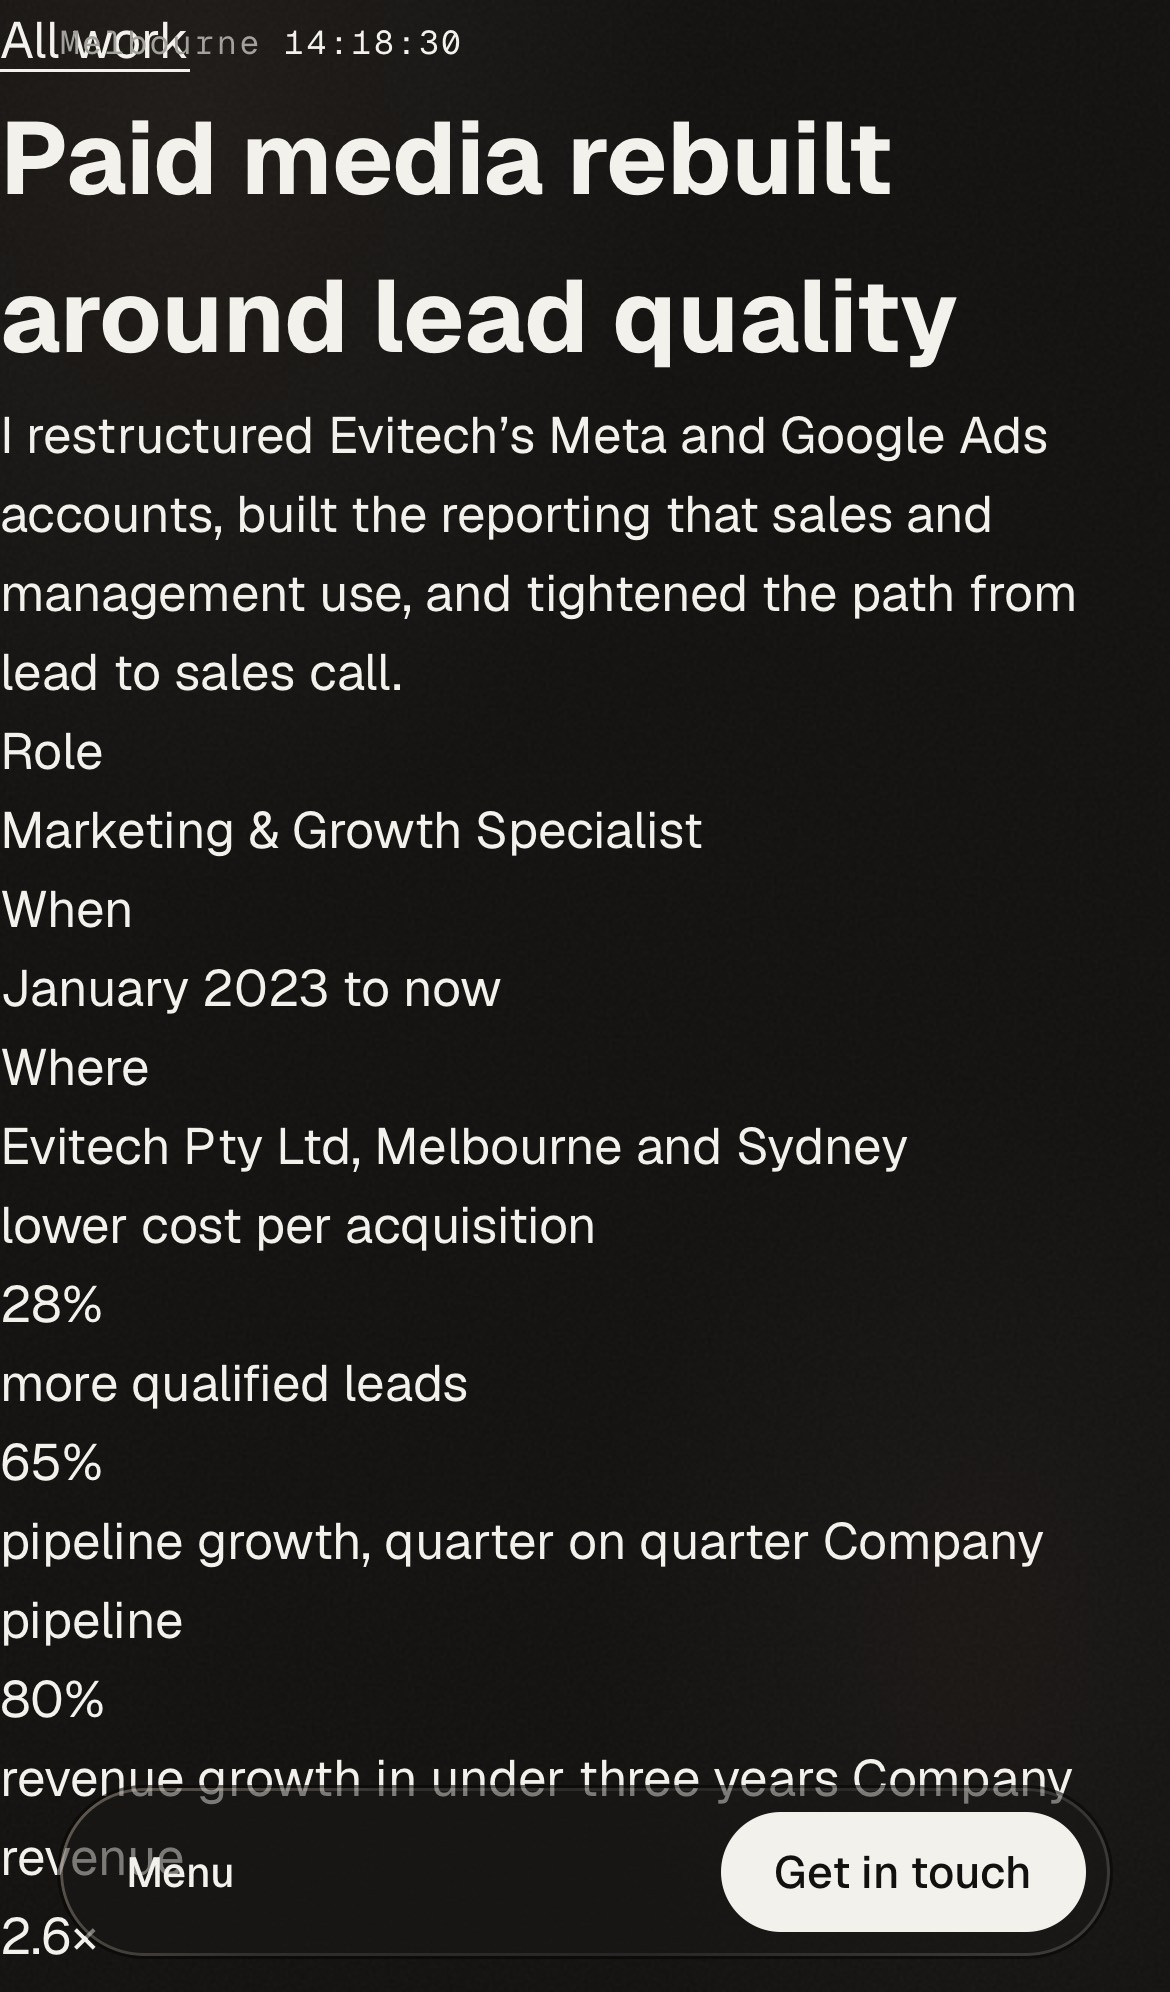 All work
Melbourne 14:18:30
Paid media rebuilt
around lead quality
I restructured Evitech’s Meta and Google Ads
accounts, built the reporting that sales and
management use, and tightened the path from
lead to sales call.
Role
Marketing & Growth Specialist
When
January 2023 to now
Where
Evitech Pty Ltd, Melbourne and Sydney
lower cost per acquisition
28%
more qualified leads
65%
pipeline growth, quarter on quarter Company
pipeline
80%
revenue growth in under three years Company
revenue
Menu
Get in touch
2.6×